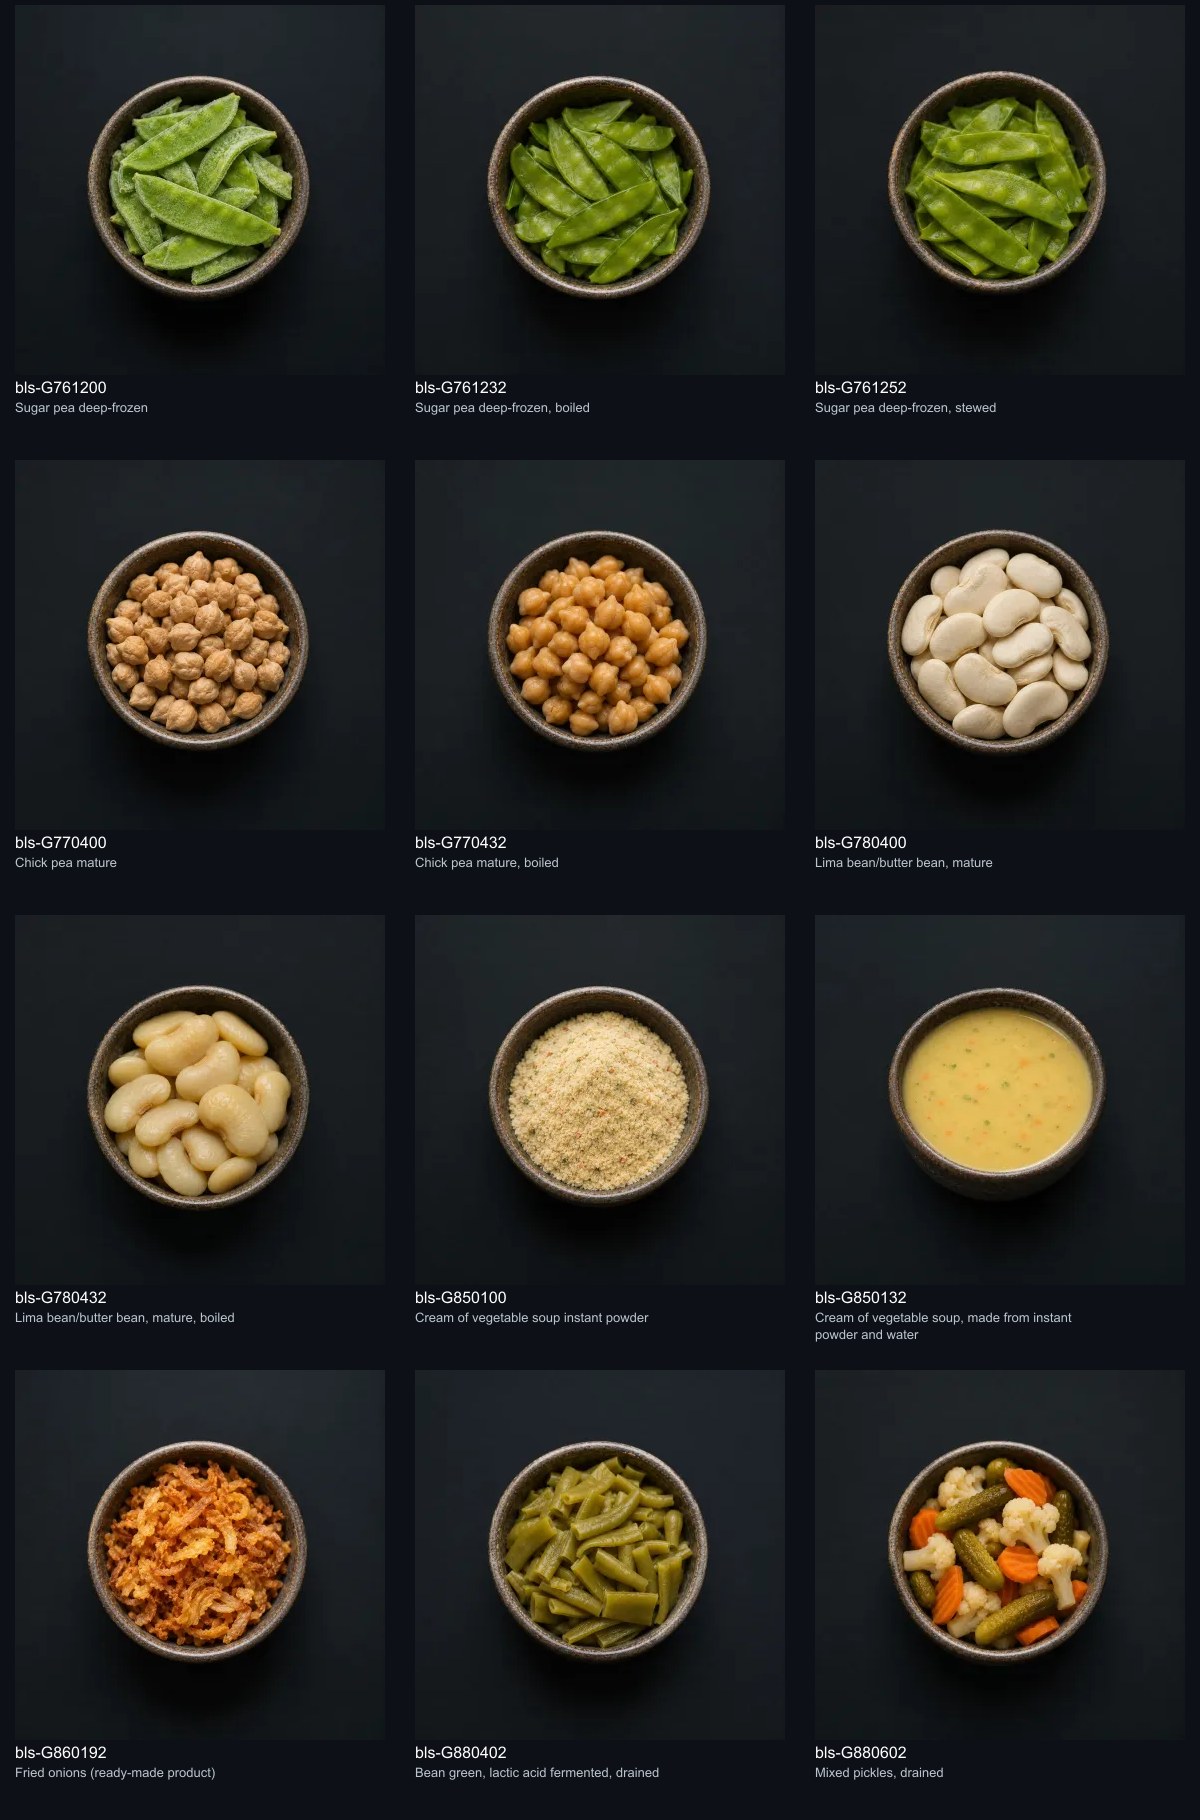 bls-G761200
Sugar pea deep-frozen
bls-G761232
Sugar pea deep-frozen, boiled
bls-G761252
Sugar pea deep-frozen, stewed
bls-G770400
Chick pea mature
bls-G770432
Chick pea mature, boiled
bls-G780400
Lima bean/butter bean, mature
bls-G780432
Lima bean/butter bean, mature, boiled
bls-G850100
Cream of vegetable soup instant powder
bls-G850132
Cream of vegetable soup, made from instant
powder and water
bls-G860192
Fried onions (ready-made product)
bls-G880402
Bean green, lactic acid fermented, drained
bls-G880602
Mixed pickles, drained